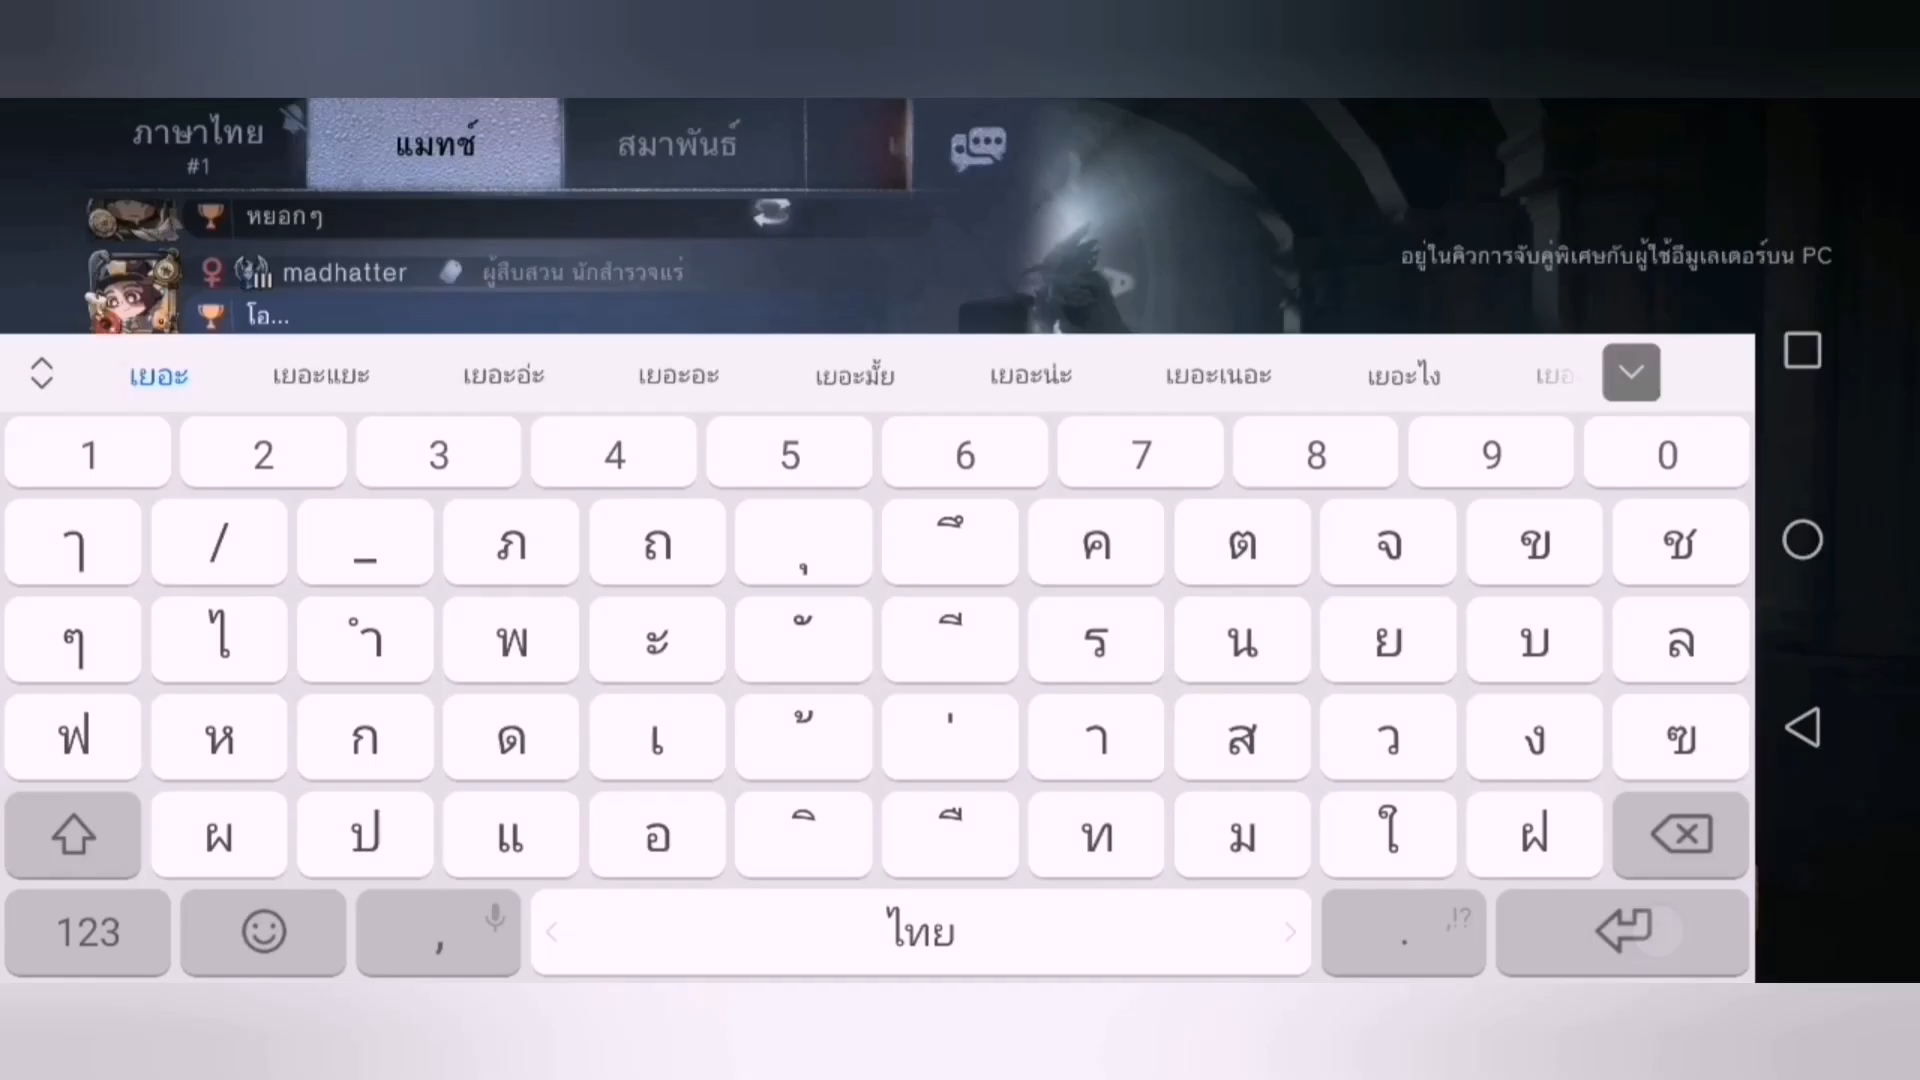 ภาษาไทย
#1
แมทช์
สมาพันธ์
หยอกๆ
madhatter ผู้สืบสวน นักสำรวจแร่
โอ...
อยู่ในคิวการจับคู่พิเศษกับผู้ใช้อีมูเลเตอร์บน PC
เยอะ เยอะแยะ เยอะอ่ะ เยอะอะ เยอะมั้ย เยอะน่ะ เยอะเนอะ เยอะไง เยอ
1 2 3 4 5 6 7 8 9 0
ๅ / _ ภ ถ ุ ึ ค ต จ ข ช
ๆ ไ ำ พ ะ ั ี ร น ย บ ล
ฟ ห ก ด เ ้ ่ า ส ว ง ฃ
ผ ป แ อ ิ ื ท ม ใ ฝ
123 , ไทย . ,!?